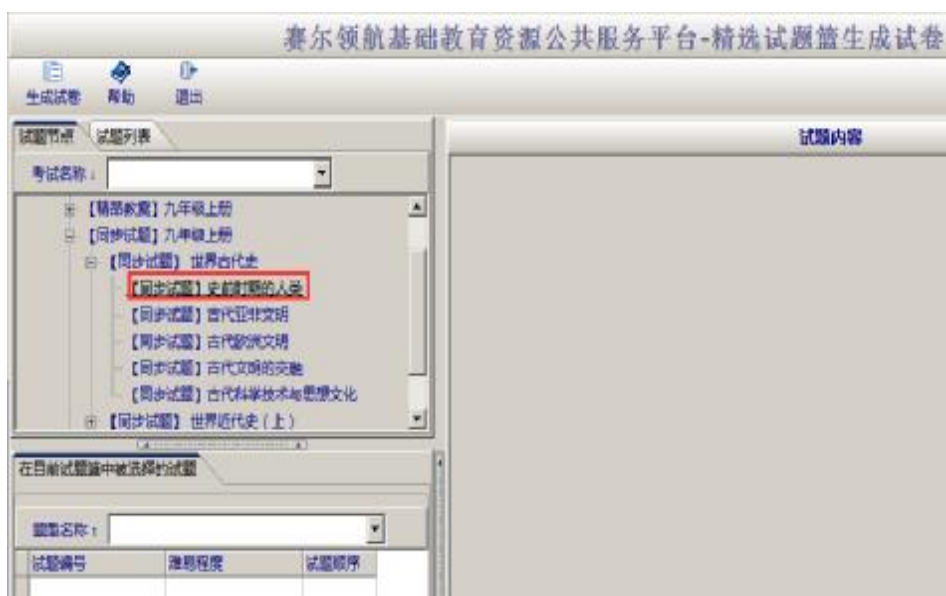 赛尔领航基础教育资源公共服务平台-精选试题篮生成试卷
生成试卷 帮助 退出
试题节点 试题列表
试题内容
考试名称：
【精品教案】九年级上册
【同步试题】九年级上册
【同步试题】世界古代史
【同步试题】史前时期的人类
【同步试题】古代亚非文明
【同步试题】古代欧洲文明
【同步试题】古代文明的交融
【同步试题】古代科学技术与思想文化
【同步试题】世界近代史(上)
在目前试题篮中被选择的试题
题型名称：
试题编号 难易程度 试题顺序